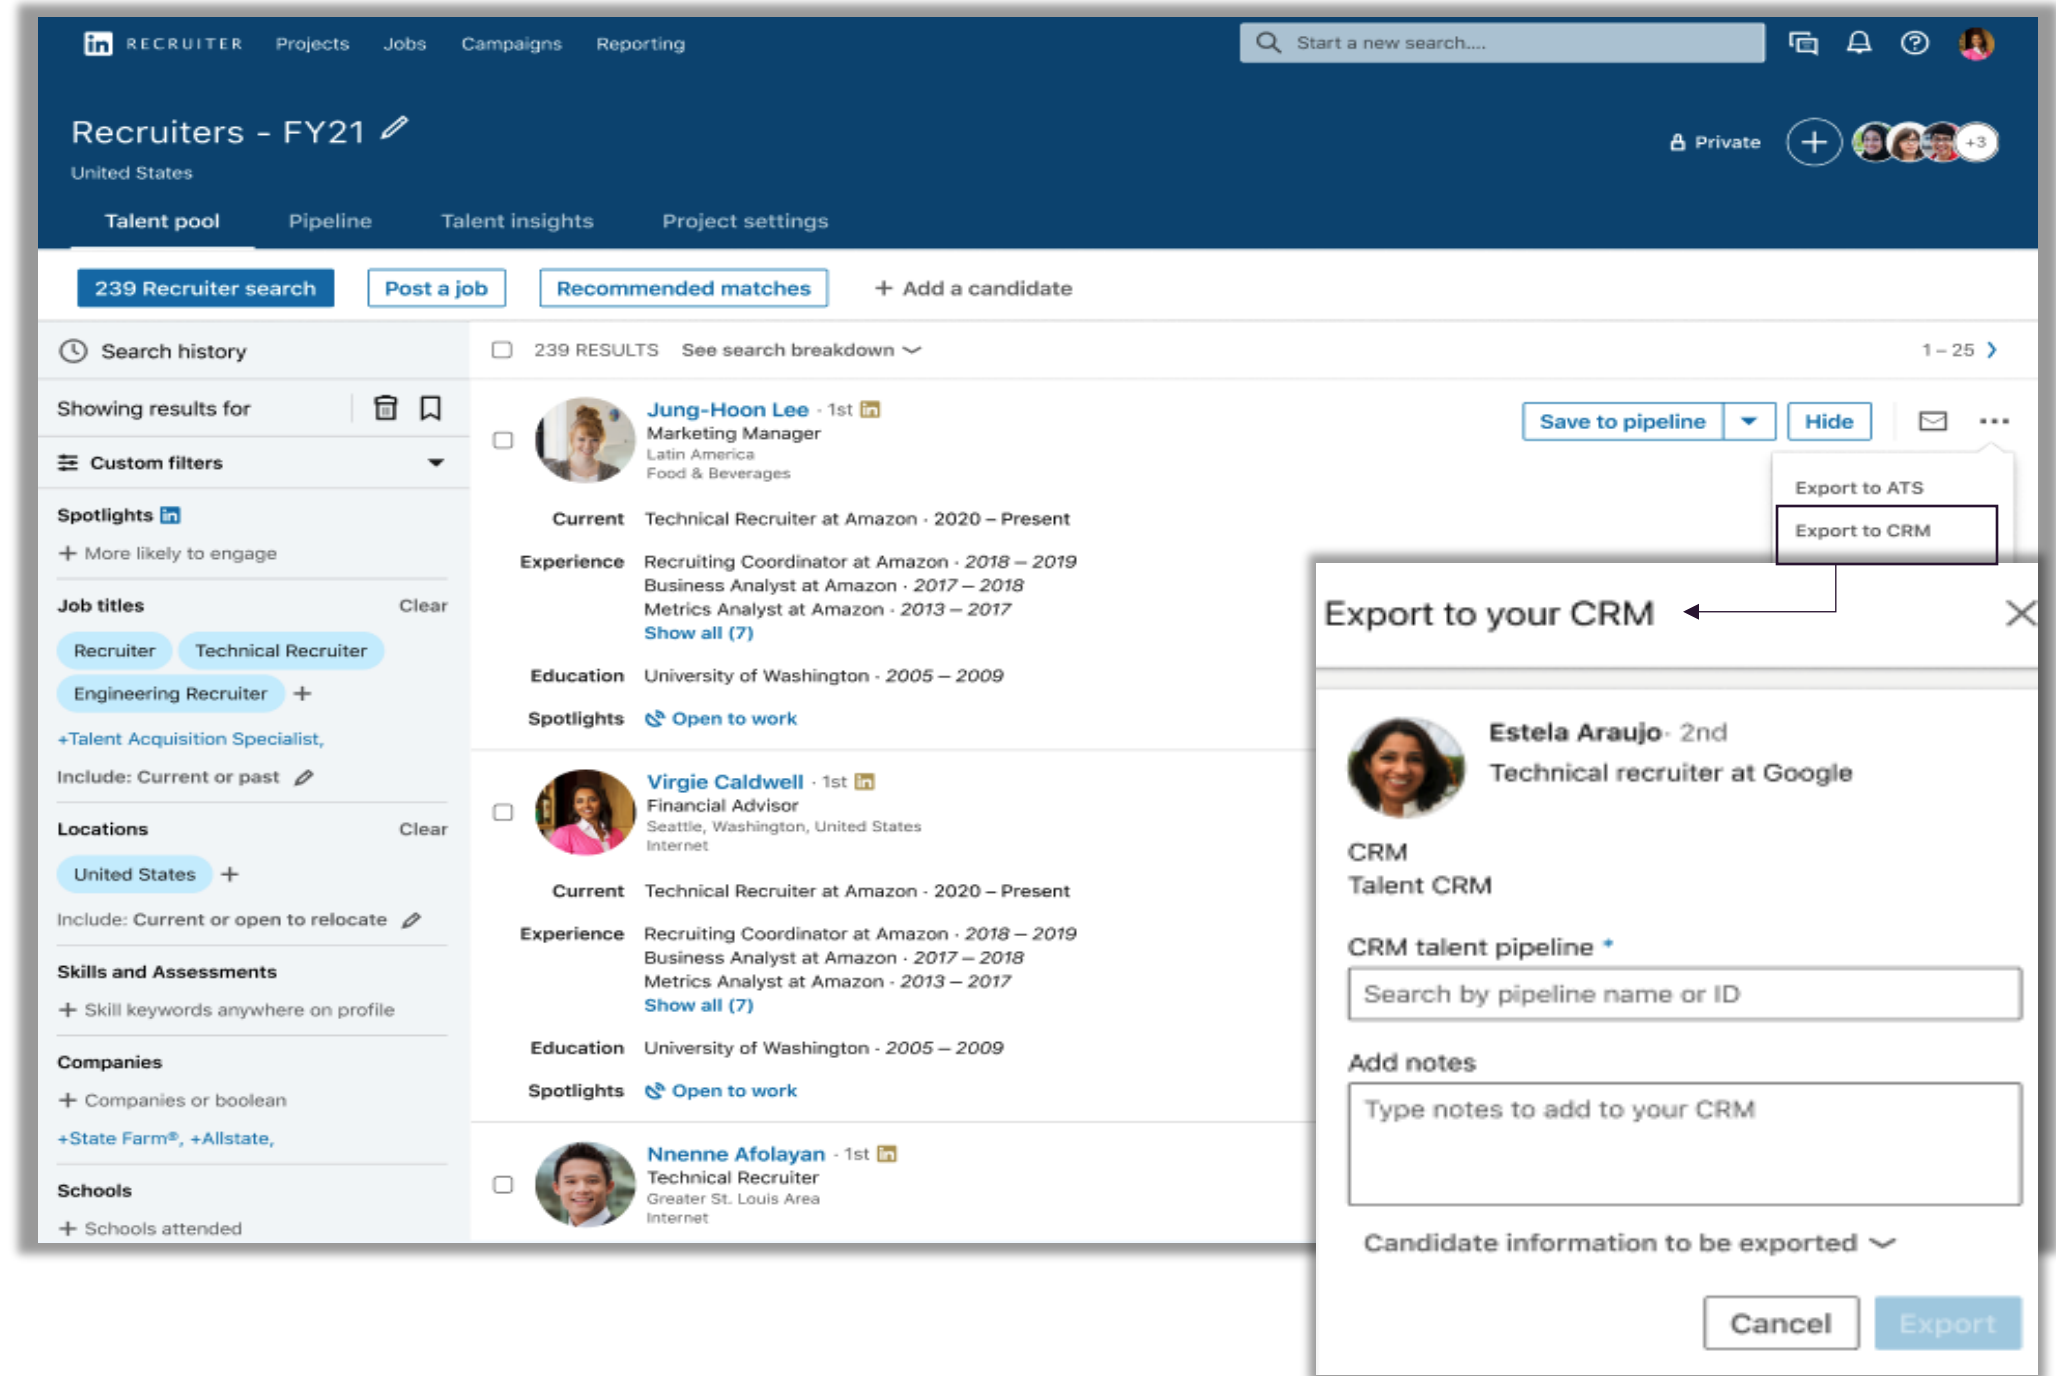 in RECRUITER Projects Jobs Campaigns Reporting
Start a new search....
Recruiters - FY21
United States
Private
+3
Talent pool Pipeline Talent insights Project settings
239 Recruiter search Post a job Recommended matches + Add a candidate
Search history
Showing results for
Custom filters
Spotlights in
+ More likely to engage
Job titles Clear
Recruiter Technical Recruiter
Engineering Recruiter +
+Talent Acquisition Specialist,
Include: Current or past
Locations Clear
United States +
Include: Current or open to relocate
Skills and Assessments
+ Skill keywords anywhere on profile
Companies
+ Companies or boolean
+State Farm®, +Allstate,
Schools
+ Schools attended
239 RESULTS See search breakdown
1 – 25
Jung-Hoon Lee · 1st in
Marketing Manager
Latin America
Food & Beverages
Save to pipeline Hide
Export to ATS
Export to CRM
Current Technical Recruiter at Amazon · 2020 – Present
Experience Recruiting Coordinator at Amazon · 2018 – 2019
Business Analyst at Amazon · 2017 – 2018
Metrics Analyst at Amazon · 2013 – 2017
Show all (7)
Education University of Washington · 2005 – 2009
Spotlights Open to work
Virgie Caldwell · 1st in
Financial Advisor
Seattle, Washington, United States
Internet
Current Technical Recruiter at Amazon · 2020 – Present
Experience Recruiting Coordinator at Amazon · 2018 – 2019
Business Analyst at Amazon · 2017 – 2018
Metrics Analyst at Amazon · 2013 – 2017
Show all (7)
Education University of Washington · 2005 – 2009
Spotlights Open to work
Nnenne Afolayan · 1st in
Technical Recruiter
Greater St. Louis Area
Internet
Export to your CRM
Estela Araujo· 2nd
Technical recruiter at Google
CRM
Talent CRM
CRM talent pipeline *
Search by pipeline name or ID
Add notes
Type notes to add to your CRM
Candidate information to be exported
Cancel Export